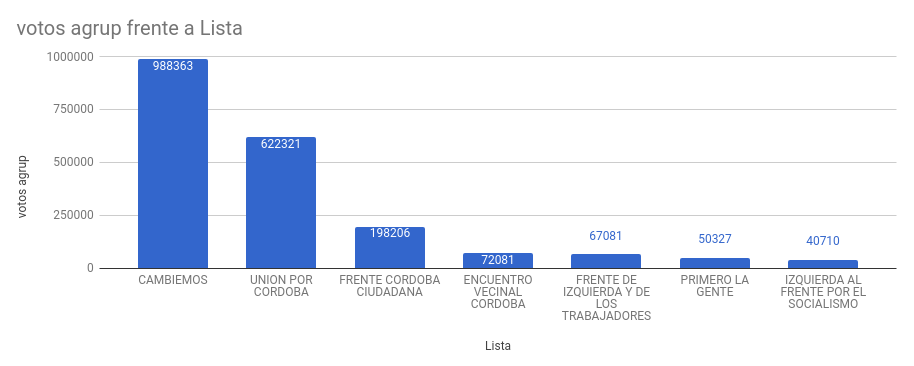 votos agrup frente a Lista
1000000
750000
500000
250000
0
votos agrup
988363
622321
198206
72081
67081
50327
40710
CAMBIEMOS
UNION POR
CORDOBA
FRENTE CORDOBA
CIUDADANA
ENCUENTRO
VECINAL
CORDOBA
FRENTE DE
IZQUIERDA Y DE
LOS
TRABAJADORES
PRIMERO LA
GENTE
IZQUIERDA AL
FRENTE POR EL
SOCIALISMO
Lista